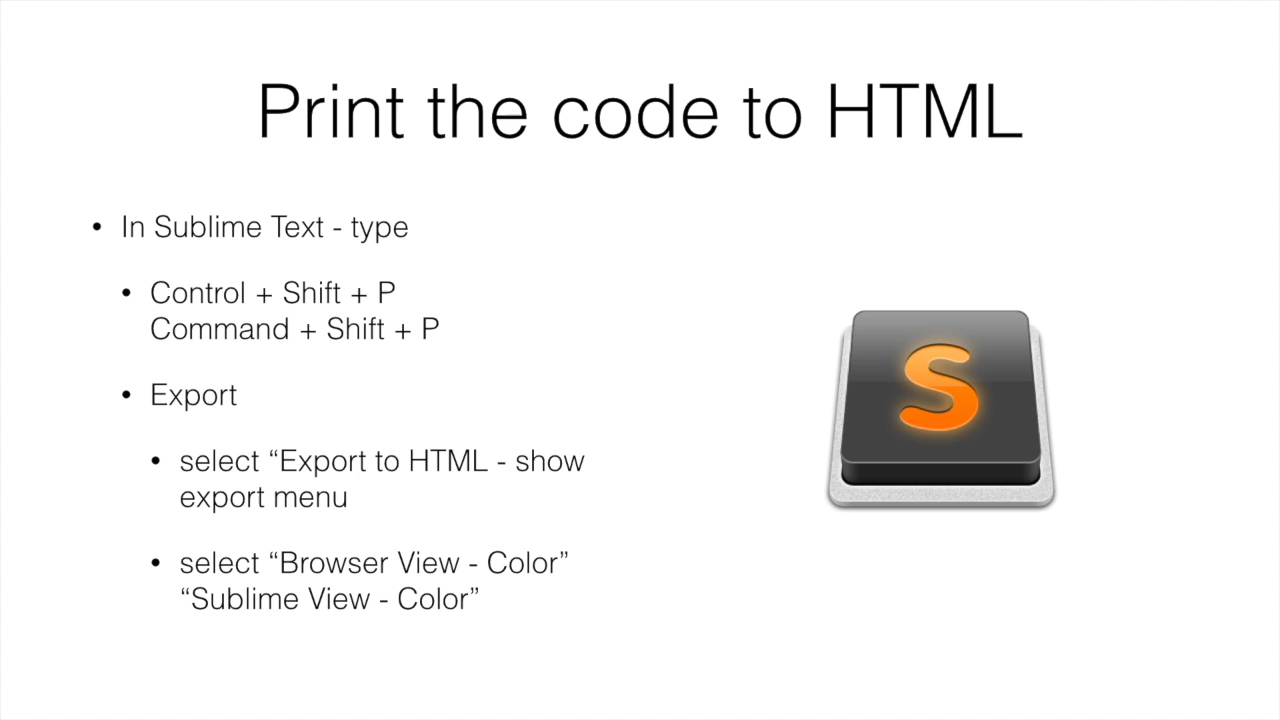 Print the code to HTML
• In Sublime Text - type
• Control + Shift + P
Command + Shift + P
• Export
• select “Export to HTML - show
export menu
• select “Browser View - Color”
“Sublime View - Color”
S